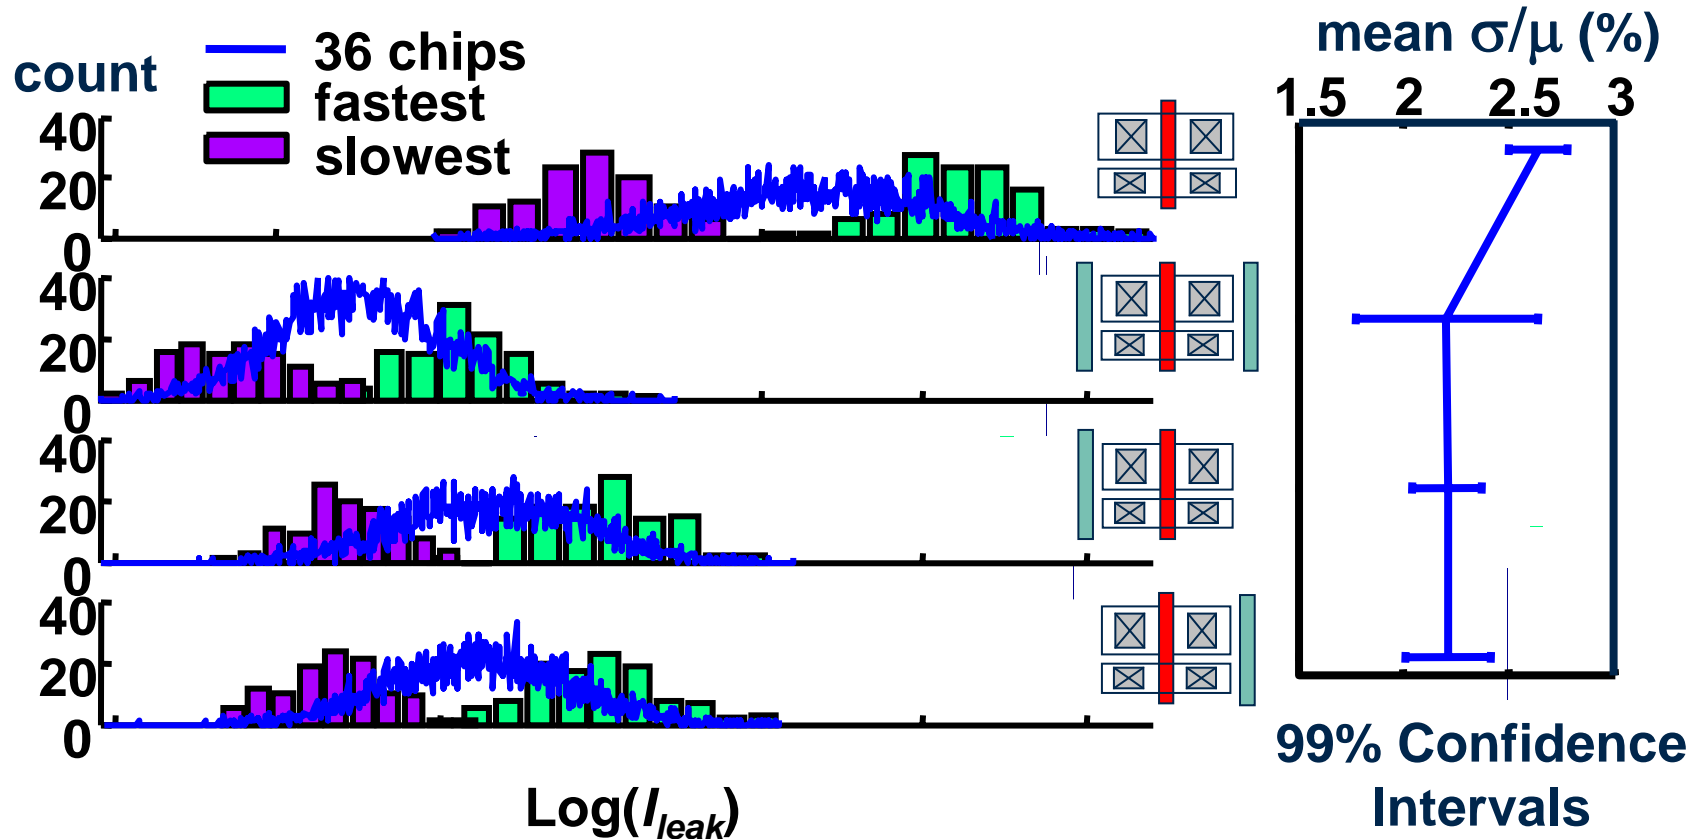 mean σ/μ (%)
count
36 chips
fastest
slowest
1.5 2 2.5 3
40
20
0
40
20
0
40
20
0
40
20
0
99% Confidence
Intervals
Log(Ileak)